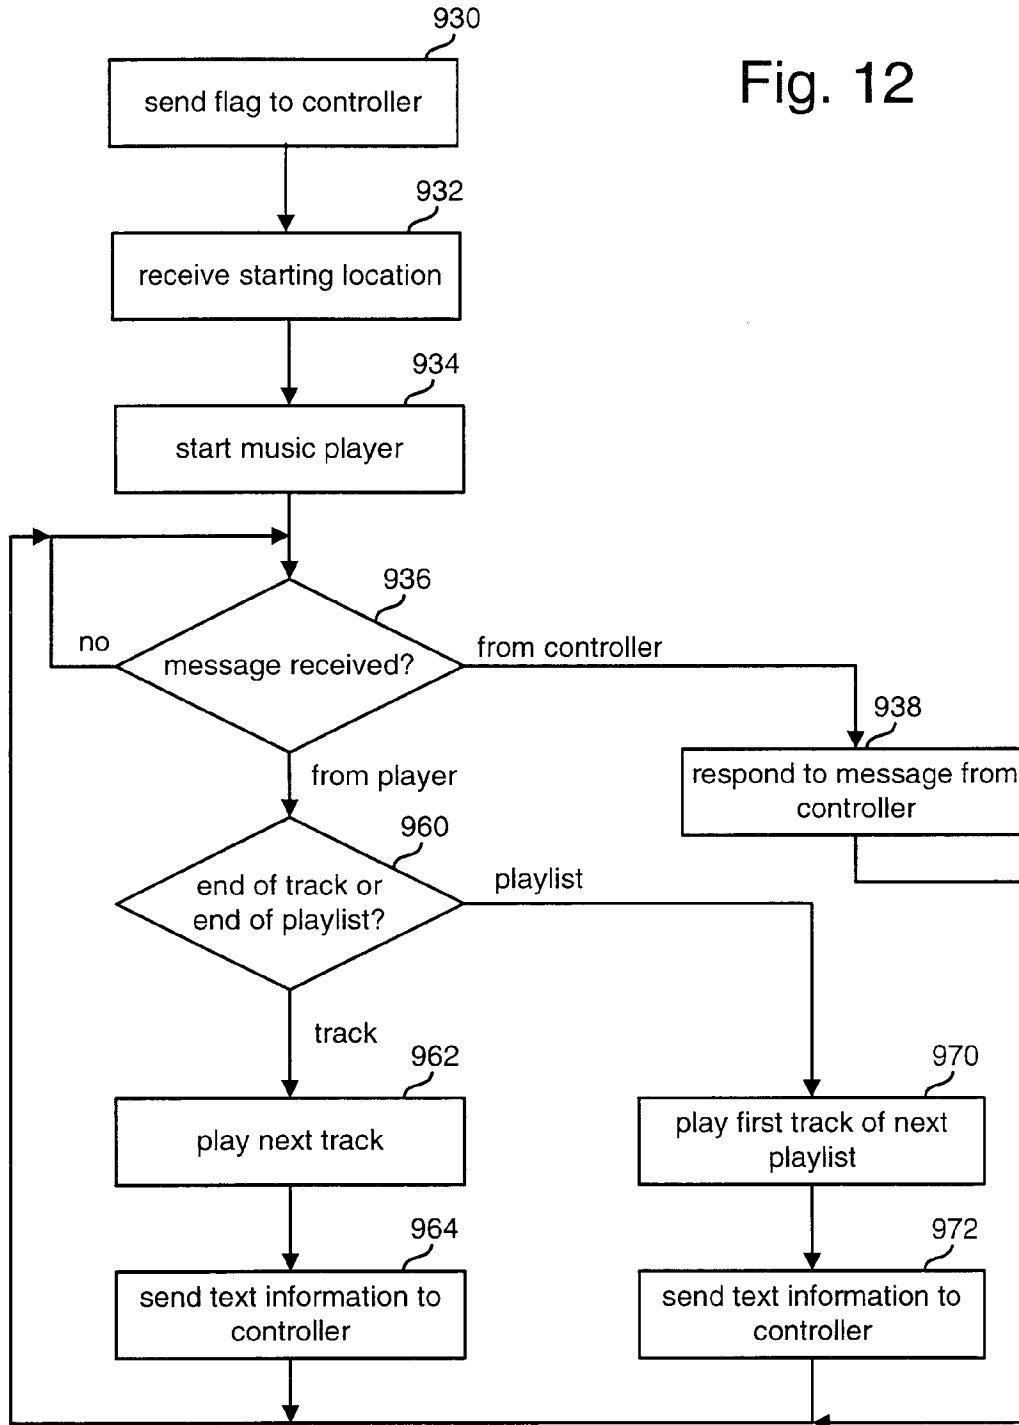 930
Fig. 12
send flag to controller
932
receive starting location
934
start music player
936
no
message received?
from controller
938
from player
respond to message from
controller
960
end of track or
end of playlist?
playlist
track
962
970
play next track
play first track of next
playlist
964
972
send text information to
controller
send text information to
controller